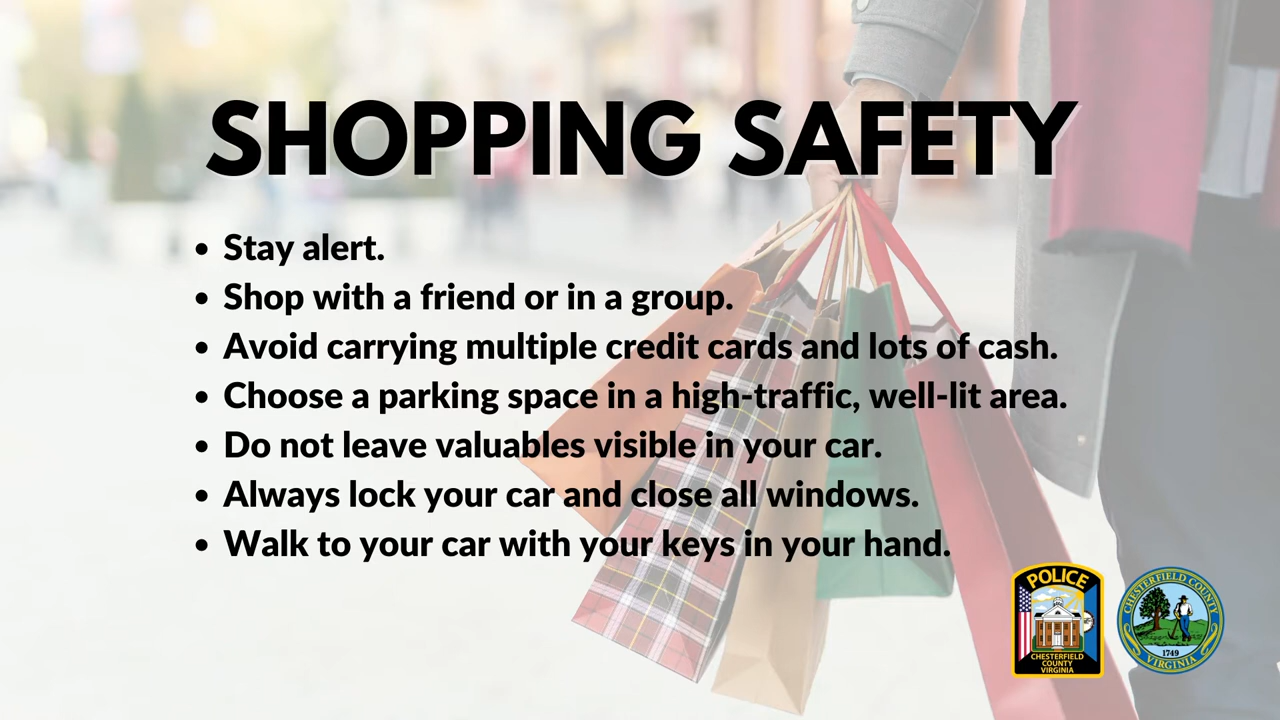 SHOPPING SAFETY
• Stay alert.
• Shop with a friend or in a group.
• Avoid carrying multiple credit cards and lots of cash.
• Choose a parking space in a high-traffic, well-lit area.
• Do not leave valuables visible in your car.
• Always lock your car and close all windows.
• Walk to your car with your keys in your hand.
POLICE
CHESTERFIELD
COUNTY
VIRGINIA
CHESTERFIELD COUNTY
1749
VIRGINIA